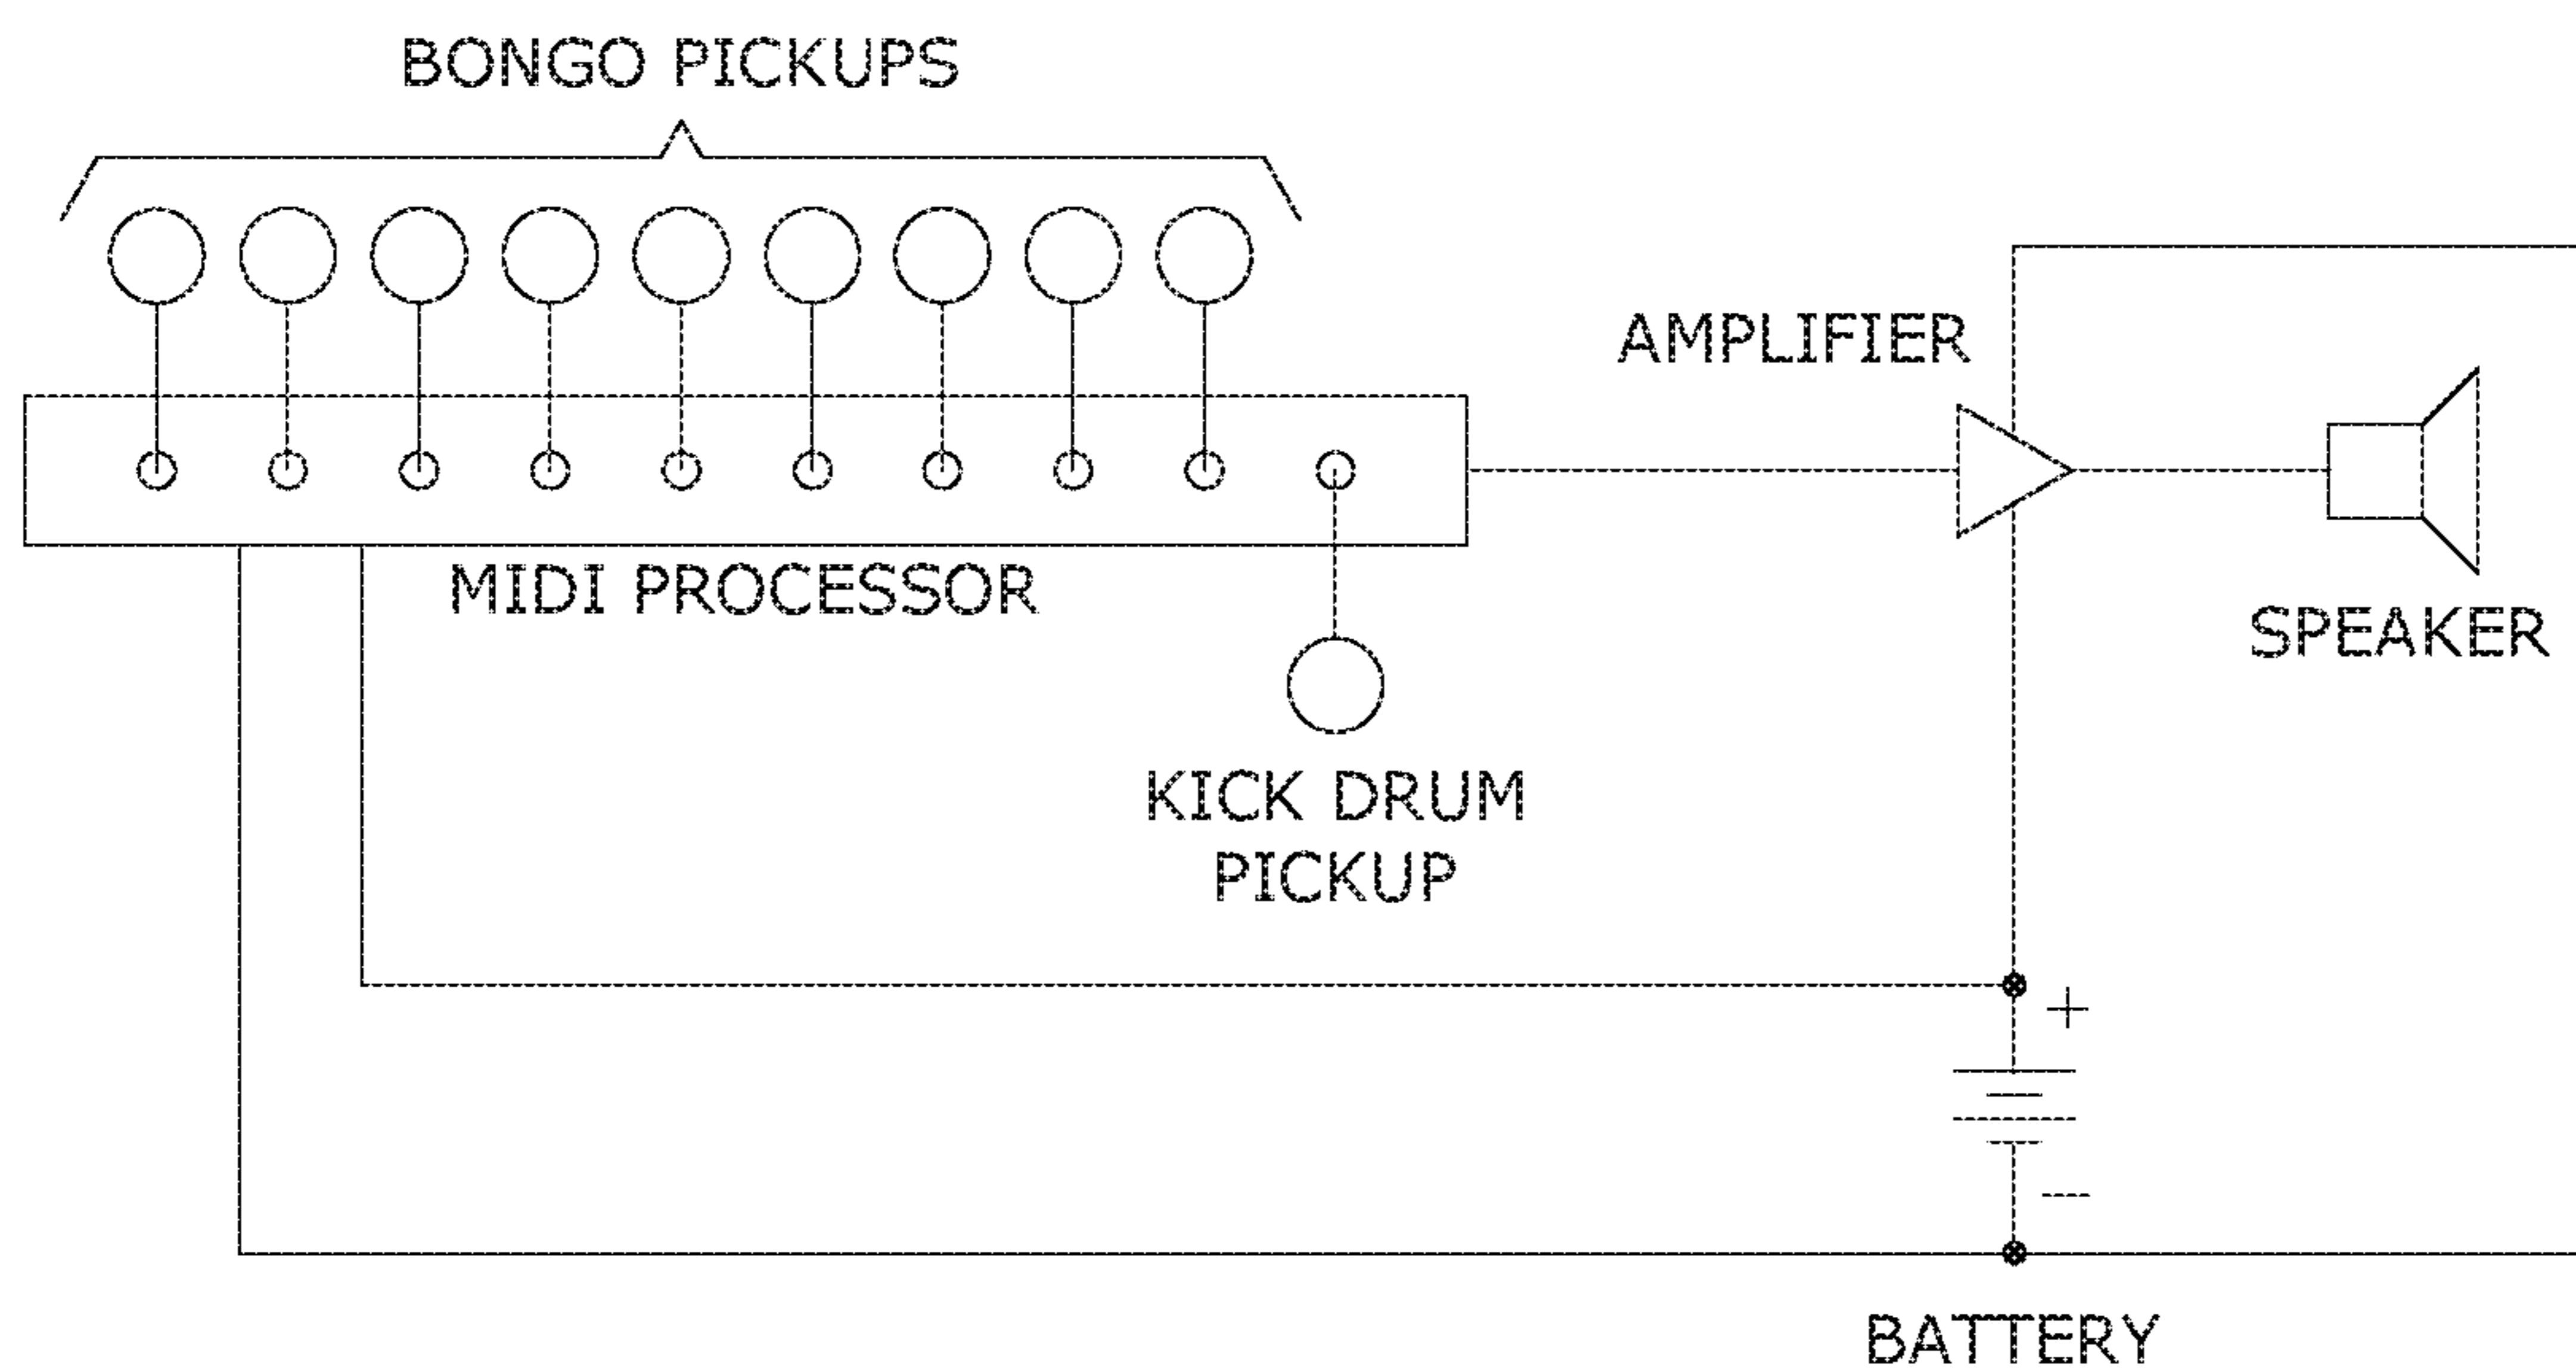 BONGO PICKUPS
AMPLIFIER
MIDI PROCESSOR
SPEAKER
KICK DRUM
PICKUP
+
-
BATTERY